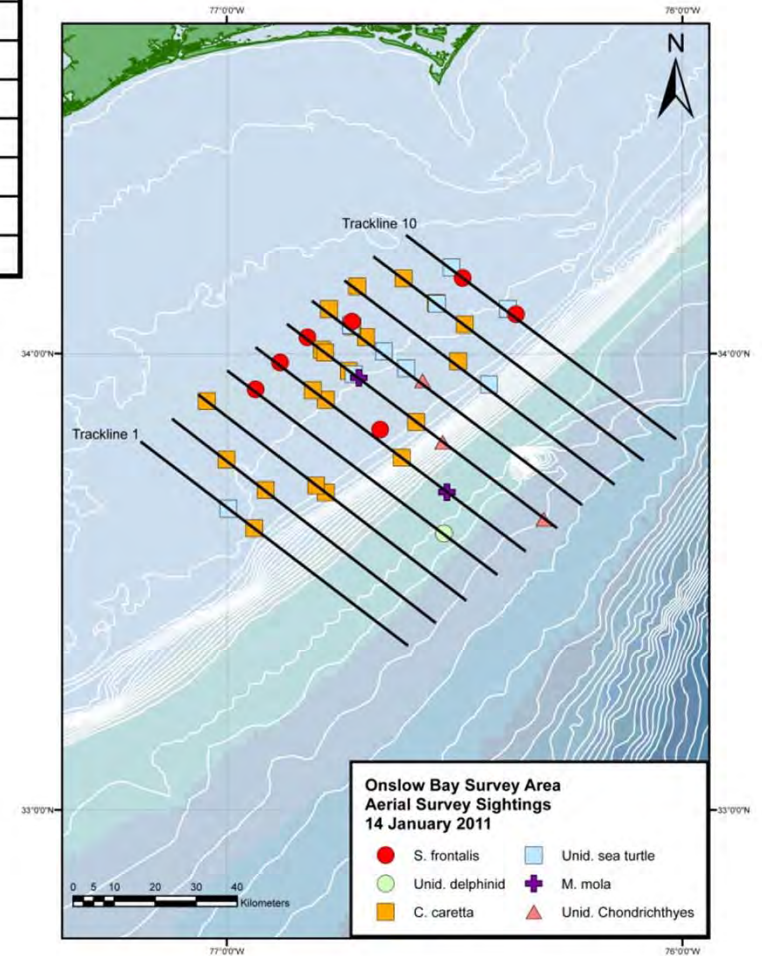 77°0'0"W
76°0'0"W
N
Trackline 10
34°0'0"N
34°0'0"N
Trackline 1
33°0'0"N
33°0'0"N
Onslow Bay Survey Area
Aerial Survey Sightings
14 January 2011
S. frontalis
Unid. sea turtle
Unid. delphinid
M. mola
C. caretta
Unid. Chondrichthyes
0 5 10 20 30 40
Kilometers
77°0'0"W
76°0'0"W